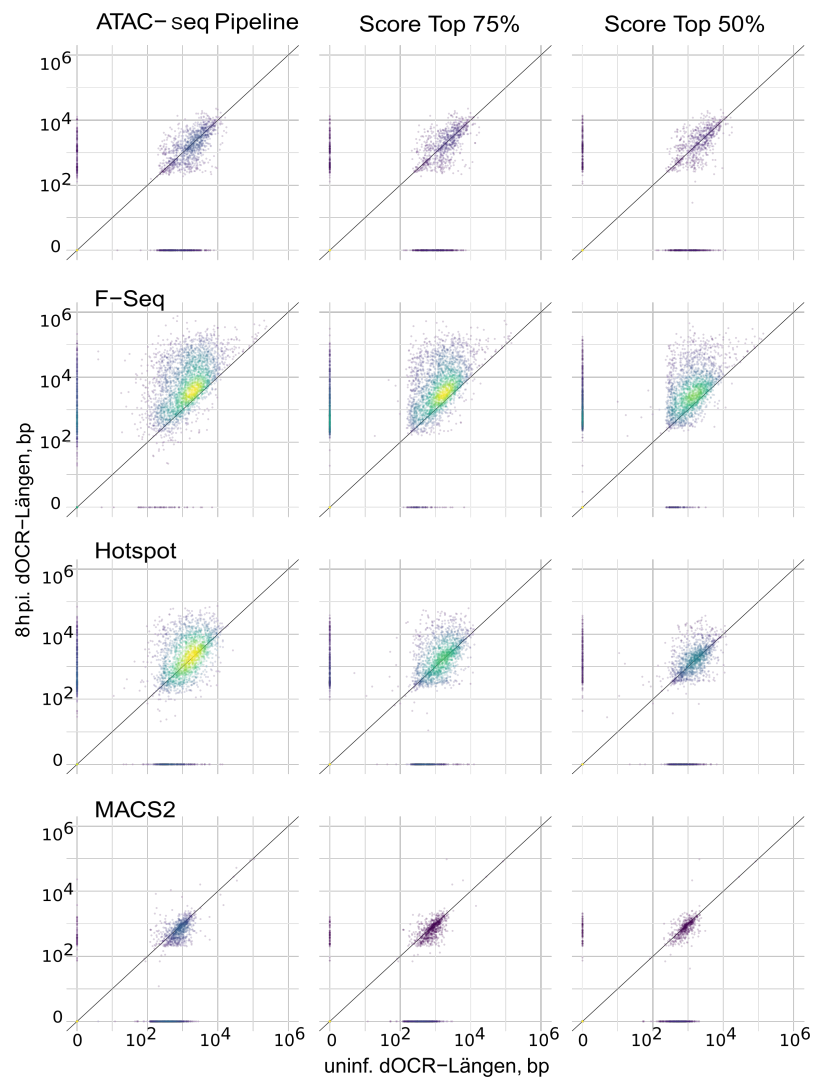 ATAC-seq Pipeline
Score Top 75%
Score Top 50%
10^6
10^4
10^2
0
F-Seq
10^6
10^4
10^2
0
8hp.i. dOCR-Längen, bp
Hotspot
10^6
10^4
10^2
0
MACS2
10^6
10^4
10^2
0
0 10^2 10^4 10^6 0 10^2 10^4 10^6 0 10^2 10^4 10^6
uninf. dOCR-Längen, bp